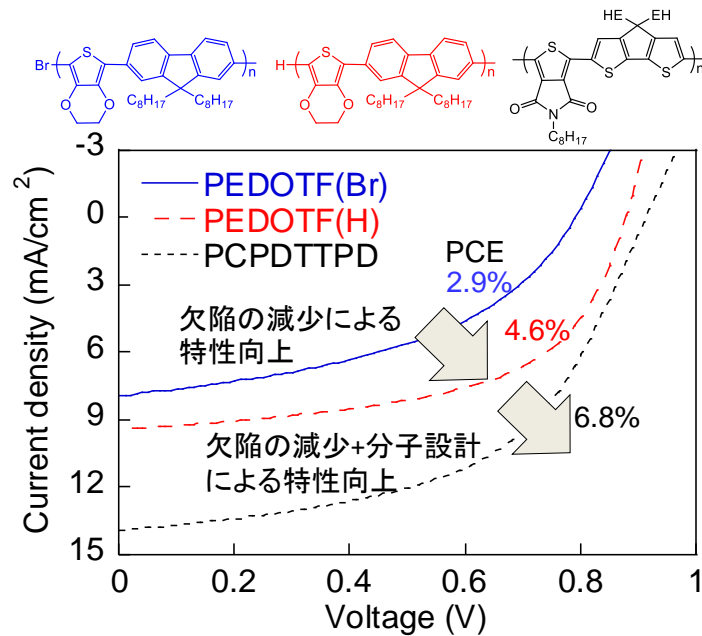 Br
S
O
O
C8H17
C8H17
n
H
S
O
O
C8H17
C8H17
n
HE
EH
S
S
S
n
O
N
O
C8H17
PEDOTF(Br)
PEDOTF(H)
PCPDTTPD
PCE
2.9%
4.6%
6.8%
欠陥の減少による
特性向上
欠陥の減少+分子設計
による特性向上
Current density (mA/cm2)
-3
0
3
6
9
12
15
0
0.2
0.4
0.6
0.8
1
Voltage (V)